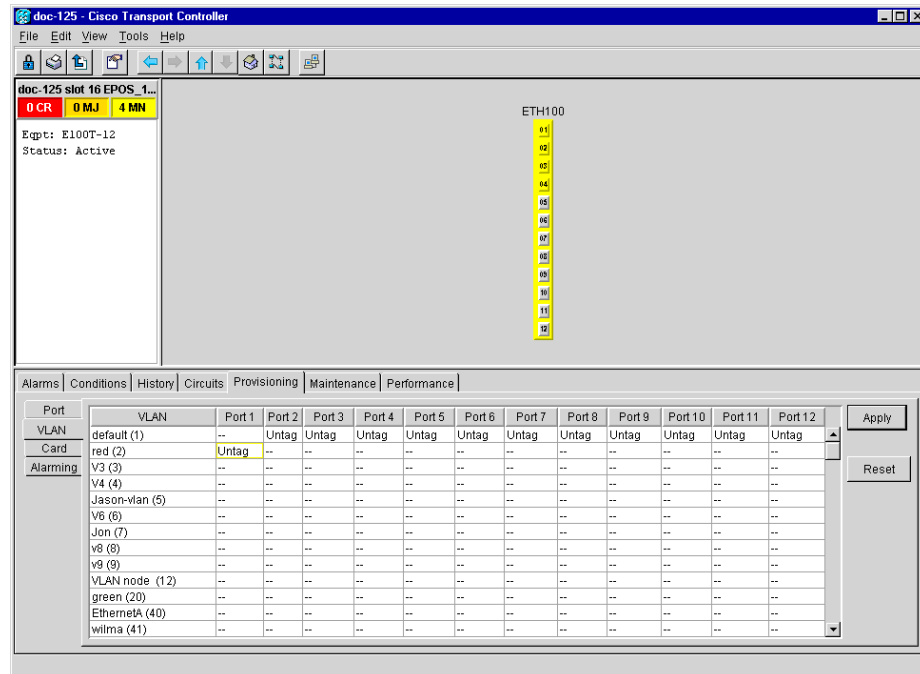 doc-125 - Cisco Transport Controller
File Edit View Tools Help
doc-125 slot 16 EPOS_1...
0 CR 0 MJ 4 MN
Eqpt: E100T-12
Status: Active
ETH100
01
02
03
04
05
06
07
08
09
10
11
12
Alarms Conditions History Circuits Provisioning Maintenance Performance
Port
VLAN
Card
Alarming
VLAN Port 1 Port 2 Port 3 Port 4 Port 5 Port 6 Port 7 Port 8 Port 9 Port 10 Port 11 Port 12
default (1) -- Untag Untag Untag Untag Untag Untag Untag Untag Untag Untag Untag
red (2) Untag -- -- -- -- -- -- -- -- -- -- --
V3 (3) -- -- -- -- -- -- -- -- -- -- -- --
V4 (4) -- -- -- -- -- -- -- -- -- -- -- --
Jason-vlan (5) -- -- -- -- -- -- -- -- -- -- -- --
V6 (6) -- -- -- -- -- -- -- -- -- -- -- --
Jon (7) -- -- -- -- -- -- -- -- -- -- -- --
v8 (8) -- -- -- -- -- -- -- -- -- -- -- --
v9 (9) -- -- -- -- -- -- -- -- -- -- -- --
VLAN node (12) -- -- -- -- -- -- -- -- -- -- -- --
green (20) -- -- -- -- -- -- -- -- -- -- -- --
EthernetA (40) -- -- -- -- -- -- -- -- -- -- -- --
wilma (41) -- -- -- -- -- -- -- -- -- -- -- --
Apply
Reset